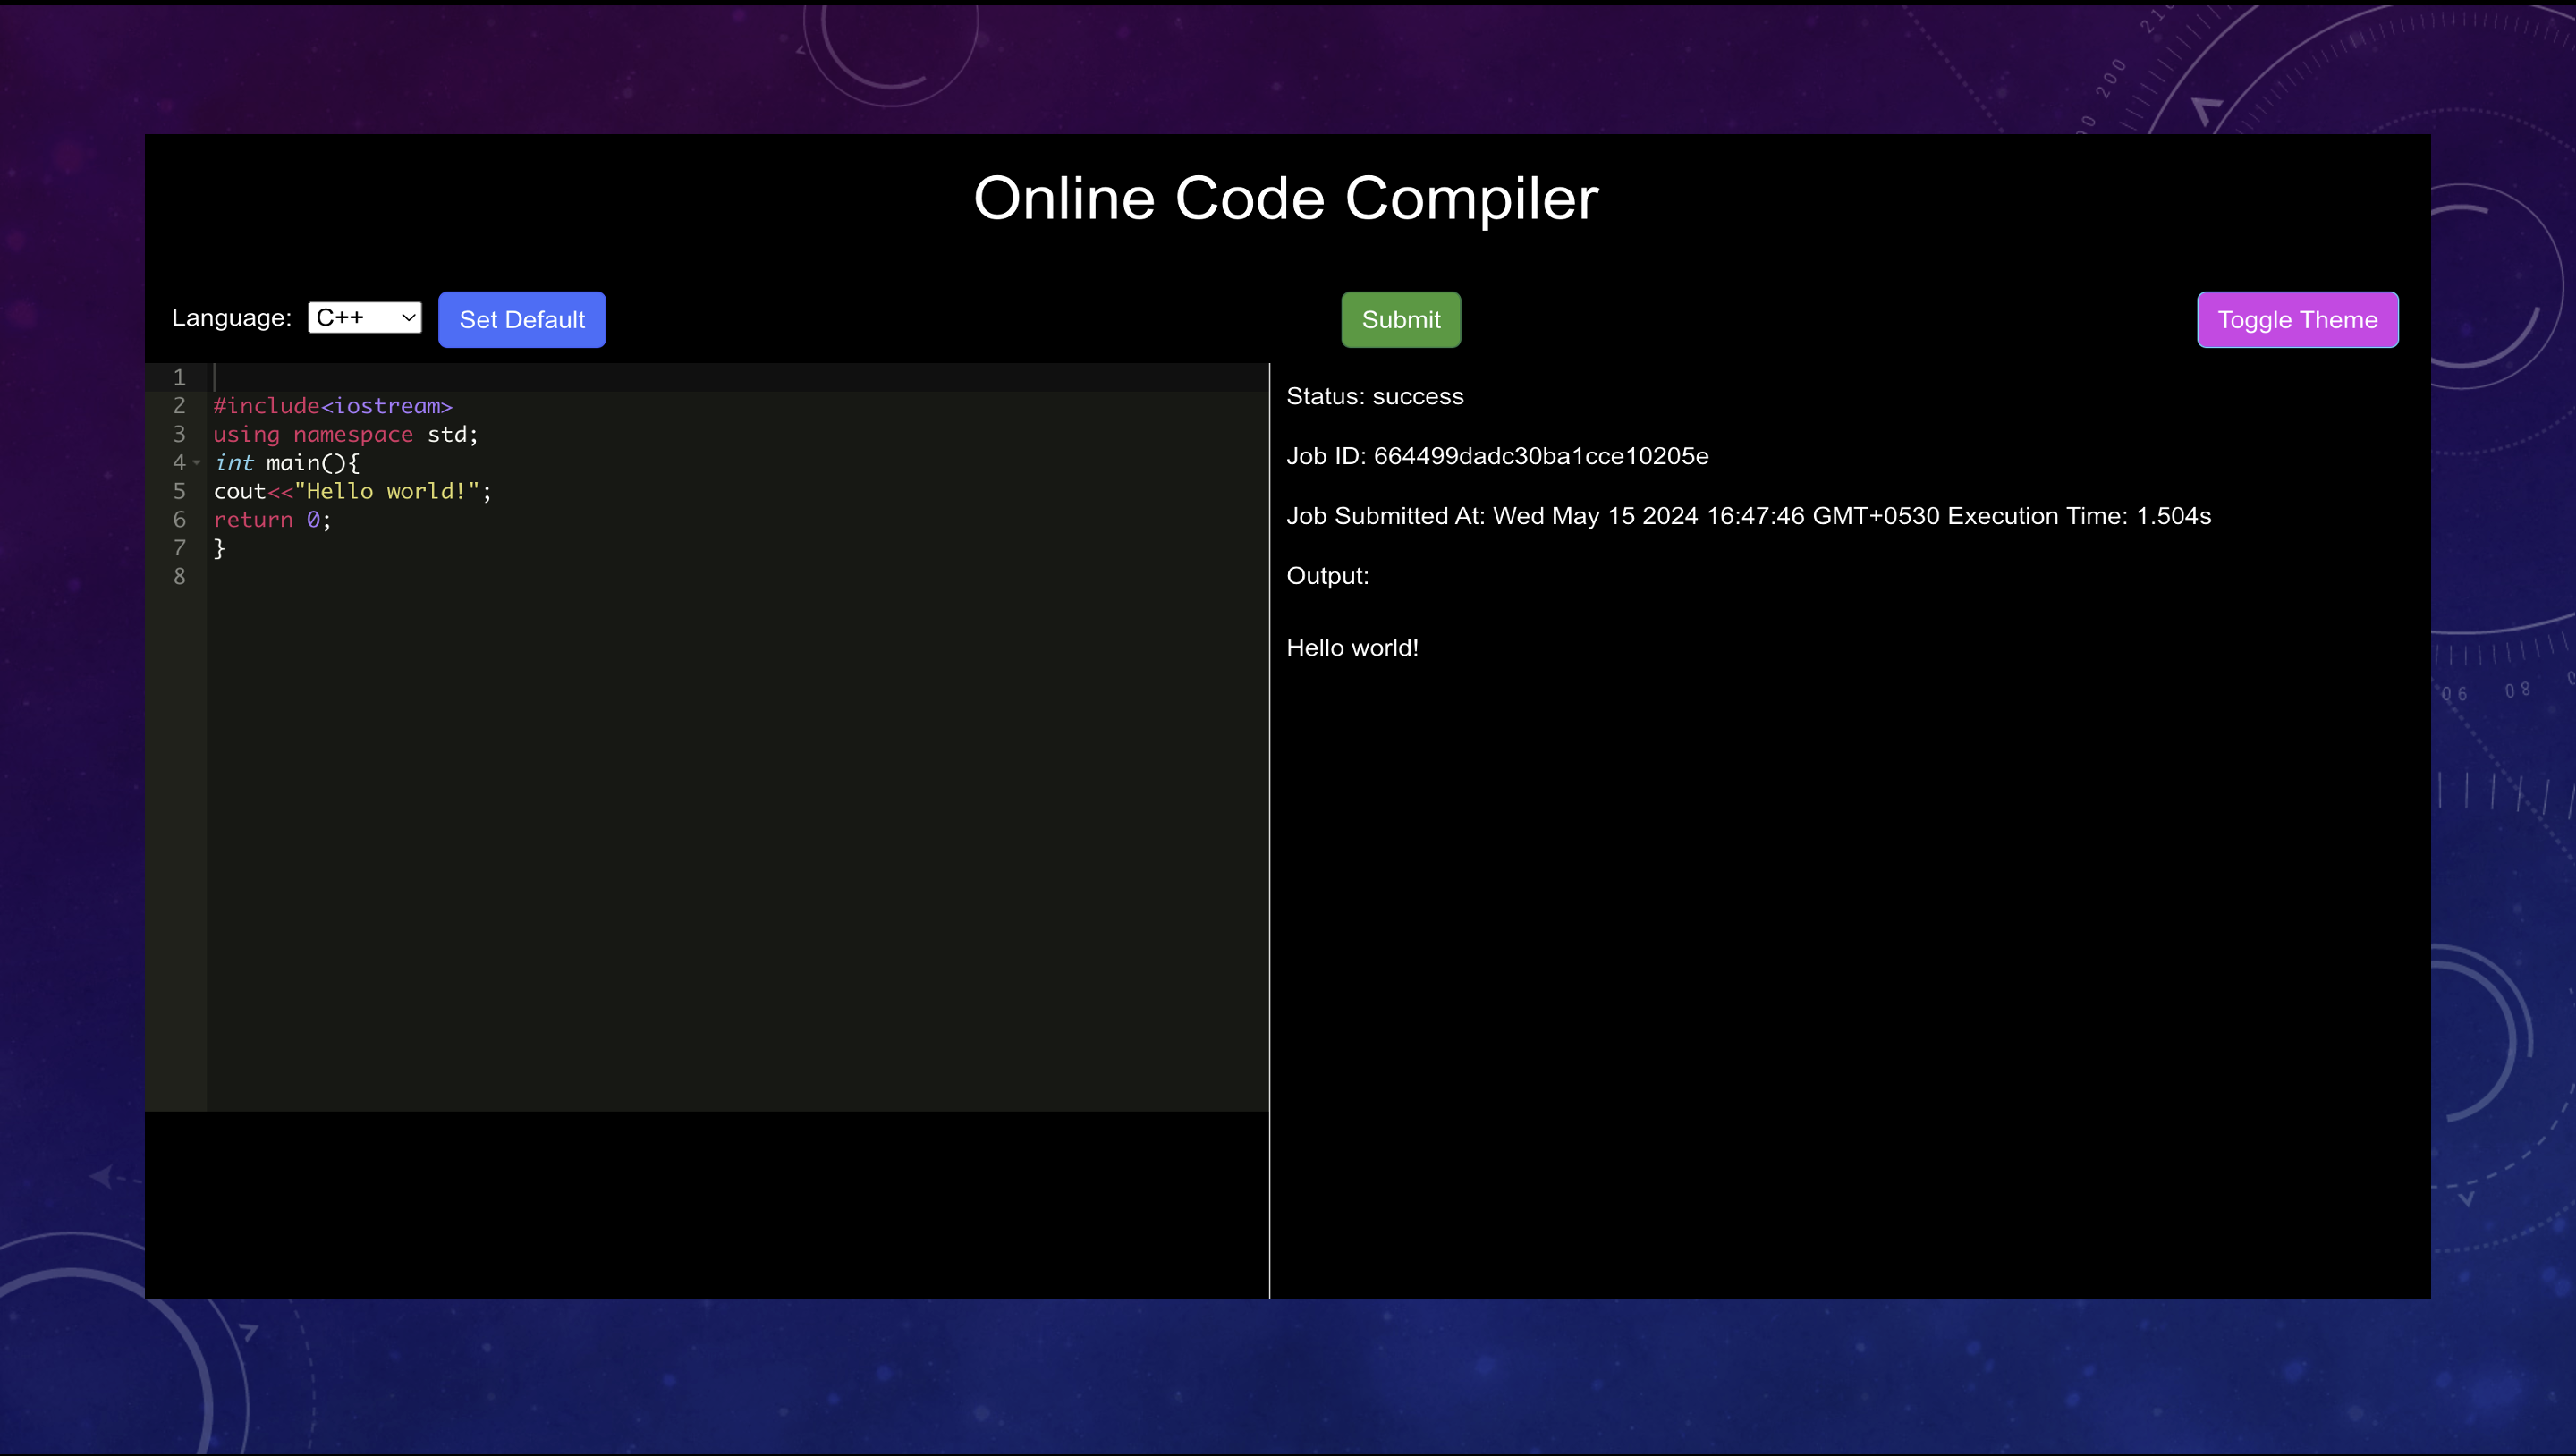 Online Code Compiler
Language: C++ Set Default Submit Toggle Theme
1
2 #include<iostream>
3 using namespace std;
4 int main(){
5 cout<<"Hello world!";
6 return 0;
7 }
8
Status: success
Job ID: 664499dadc30ba1cce10205e
Job Submitted At: Wed May 15 2024 16:47:46 GMT+0530 Execution Time: 1.504s
Output:
Hello world!
200
80